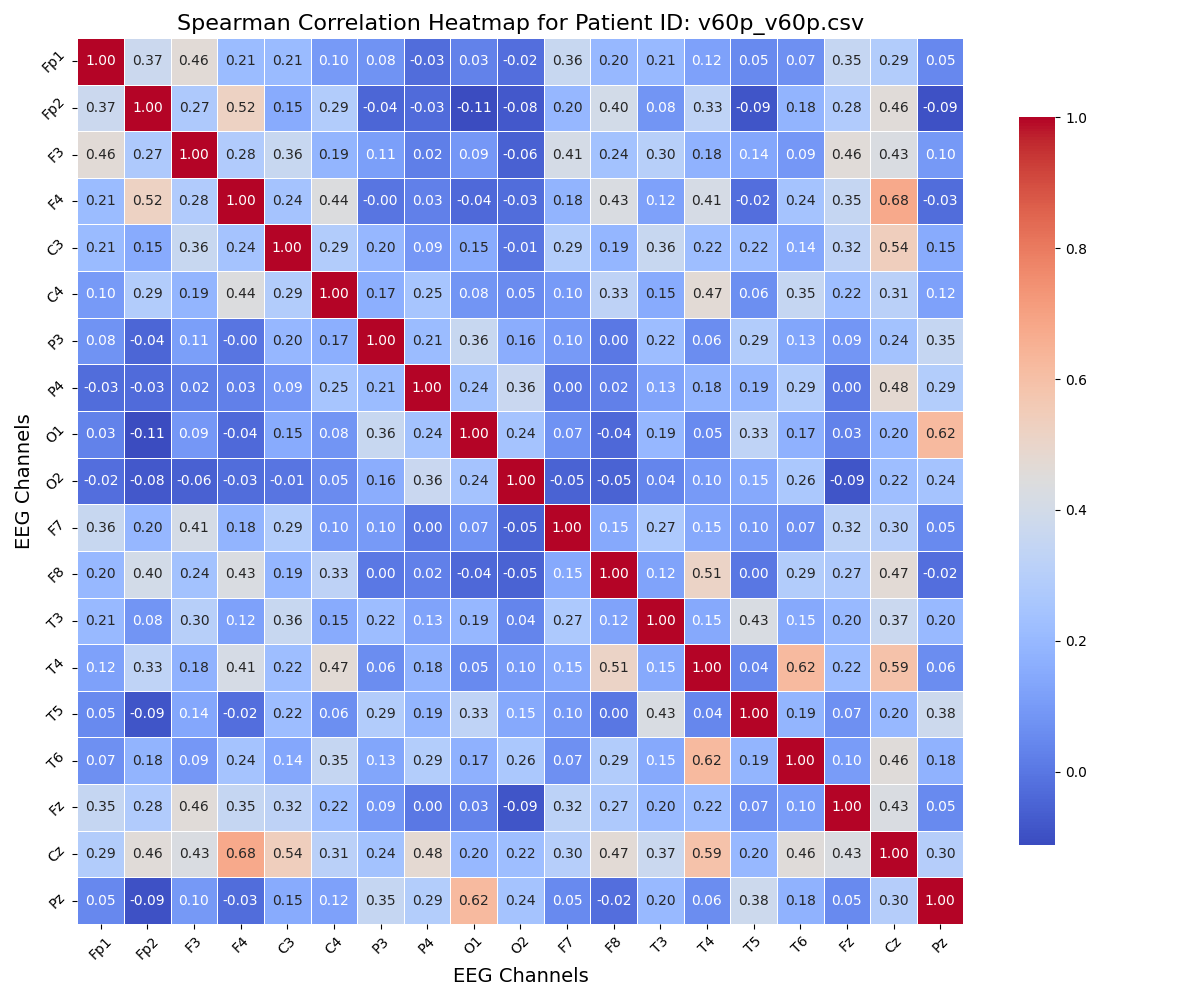 Spearman Correlation Heatmap for Patient ID: v60p_v60p.csv
Fp1 1.00 0.37 0.46 0.21 0.21 0.10 0.08 -0.03 0.03 -0.02 0.36 0.20 0.21 0.12 0.05 0.07 0.35 0.29 0.05
Fp2 0.37 1.00 0.27 0.52 0.15 0.29 -0.04 -0.03 -0.11 -0.08 0.20 0.40 0.08 0.33 -0.09 0.18 0.28 0.46 -0.09
F3 0.46 0.27 1.00 0.28 0.36 0.19 0.11 0.02 0.09 -0.06 0.41 0.24 0.30 0.18 0.14 0.09 0.46 0.43 0.10
F4 0.21 0.52 0.28 1.00 0.24 0.44 -0.00 0.03 -0.04 -0.03 0.18 0.43 0.12 0.41 -0.02 0.24 0.35 0.68 -0.03
C3 0.21 0.15 0.36 0.24 1.00 0.29 0.20 0.09 0.15 -0.01 0.29 0.19 0.36 0.22 0.22 0.14 0.32 0.54 0.15
C4 0.10 0.29 0.19 0.44 0.29 1.00 0.17 0.25 0.08 0.05 0.10 0.33 0.15 0.47 0.06 0.35 0.22 0.31 0.12
P3 0.08 -0.04 0.11 -0.00 0.20 0.17 1.00 0.21 0.36 0.16 0.10 0.00 0.22 0.06 0.29 0.13 0.09 0.24 0.35
P4 -0.03 -0.03 0.02 0.03 0.09 0.25 0.21 1.00 0.24 0.36 0.00 0.02 0.13 0.18 0.19 0.29 0.00 0.48 0.29
O1 0.03 -0.11 0.09 -0.04 0.15 0.08 0.36 0.24 1.00 0.24 0.07 -0.04 0.19 0.05 0.33 0.17 0.03 0.20 0.62
O2 -0.02 -0.08 -0.06 -0.03 -0.01 0.05 0.16 0.36 0.24 1.00 -0.05 -0.05 0.04 0.10 0.15 0.26 -0.09 0.22 0.24
F7 0.36 0.20 0.41 0.18 0.29 0.10 0.10 0.00 0.07 -0.05 1.00 0.15 0.27 0.15 0.10 0.07 0.32 0.30 0.05
F8 0.20 0.40 0.24 0.43 0.19 0.33 0.00 0.02 -0.04 -0.05 0.15 1.00 0.12 0.51 0.00 0.29 0.27 0.47 -0.02
T3 0.21 0.08 0.30 0.12 0.36 0.15 0.22 0.13 0.19 0.04 0.27 0.12 1.00 0.15 0.43 0.15 0.20 0.37 0.20
T4 0.12 0.33 0.18 0.41 0.22 0.47 0.06 0.18 0.05 0.10 0.15 0.51 0.15 1.00 0.04 0.62 0.22 0.59 0.06
T5 0.05 -0.09 0.14 -0.02 0.22 0.06 0.29 0.19 0.33 0.15 0.10 0.00 0.43 0.04 1.00 0.19 0.07 0.20 0.38
T6 0.07 0.18 0.09 0.24 0.14 0.35 0.13 0.29 0.17 0.26 0.07 0.29 0.15 0.62 0.19 1.00 0.10 0.46 0.18
Fz 0.35 0.28 0.46 0.35 0.32 0.22 0.09 0.00 0.03 -0.09 0.32 0.27 0.20 0.22 0.07 0.10 1.00 0.43 0.05
Cz 0.29 0.46 0.43 0.68 0.54 0.31 0.24 0.48 0.20 0.22 0.30 0.47 0.37 0.59 0.20 0.46 0.43 1.00 0.30
Pz 0.05 -0.09 0.10 -0.03 0.15 0.12 0.35 0.29 0.62 0.24 0.05 -0.02 0.20 0.06 0.38 0.18 0.05 0.30 1.00
Fp1 Fp2 F3 F4 C3 C4 P3 P4 O1 O2 F7 F8 T3 T4 T5 T6 Fz Cz Pz
EEG Channels
EEG Channels
1.0
0.8
0.6
0.4
0.2
0.0